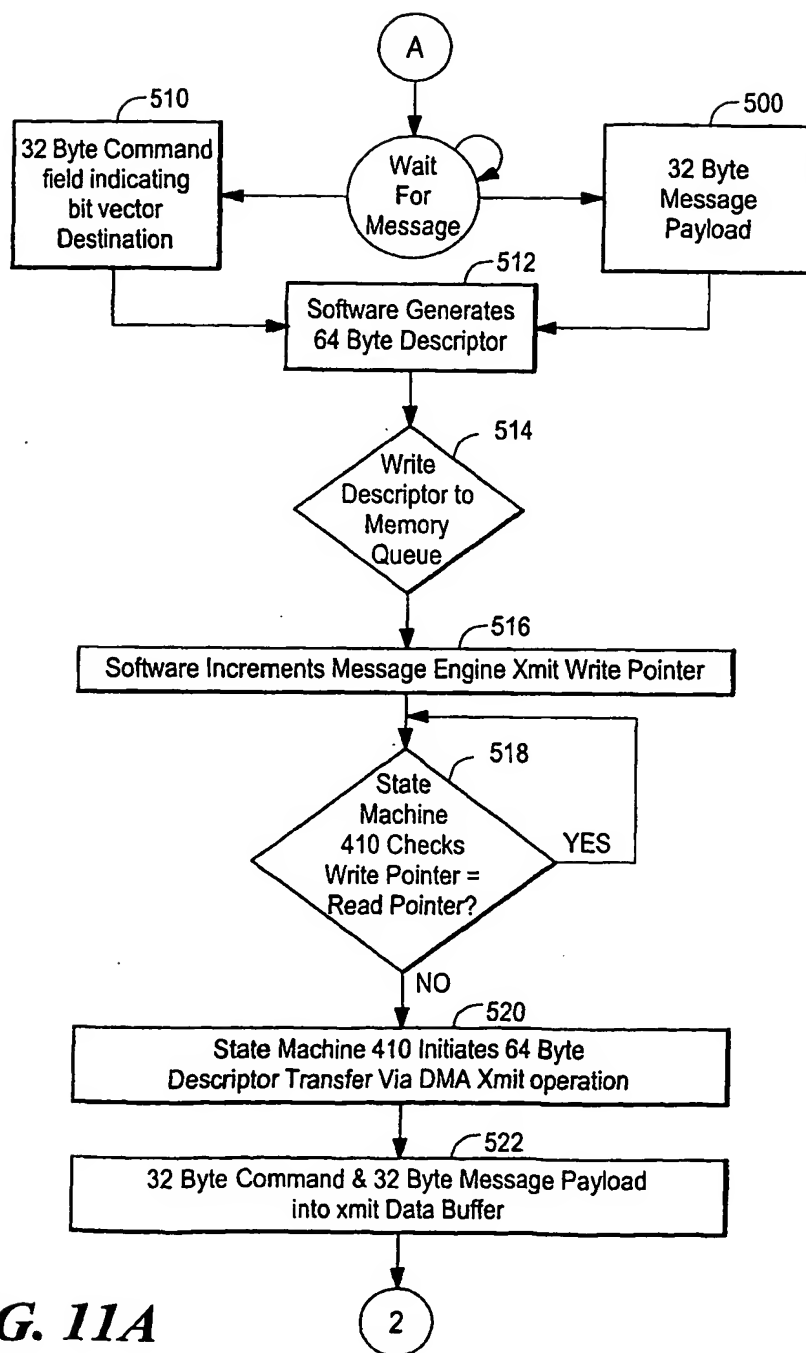 A
510
32 Byte Command
field indicating
bit vector
Destination
Wait
For
Message
500
32 Byte
Message
Payload
512
Software Generates
64 Byte Descriptor
514
Write
Descriptor to
Memory
Queue
516
Software Increments Message Engine Xmit Write Pointer
518
State
Machine
410 Checks
Write Pointer =
Read Pointer?
YES
NO
520
State Machine 410 Initiates 64 Byte
Descriptor Transfer Via DMA Xmit operation
522
32 Byte Command & 32 Byte Message Payload
into xmit Data Buffer
2
G. 11A